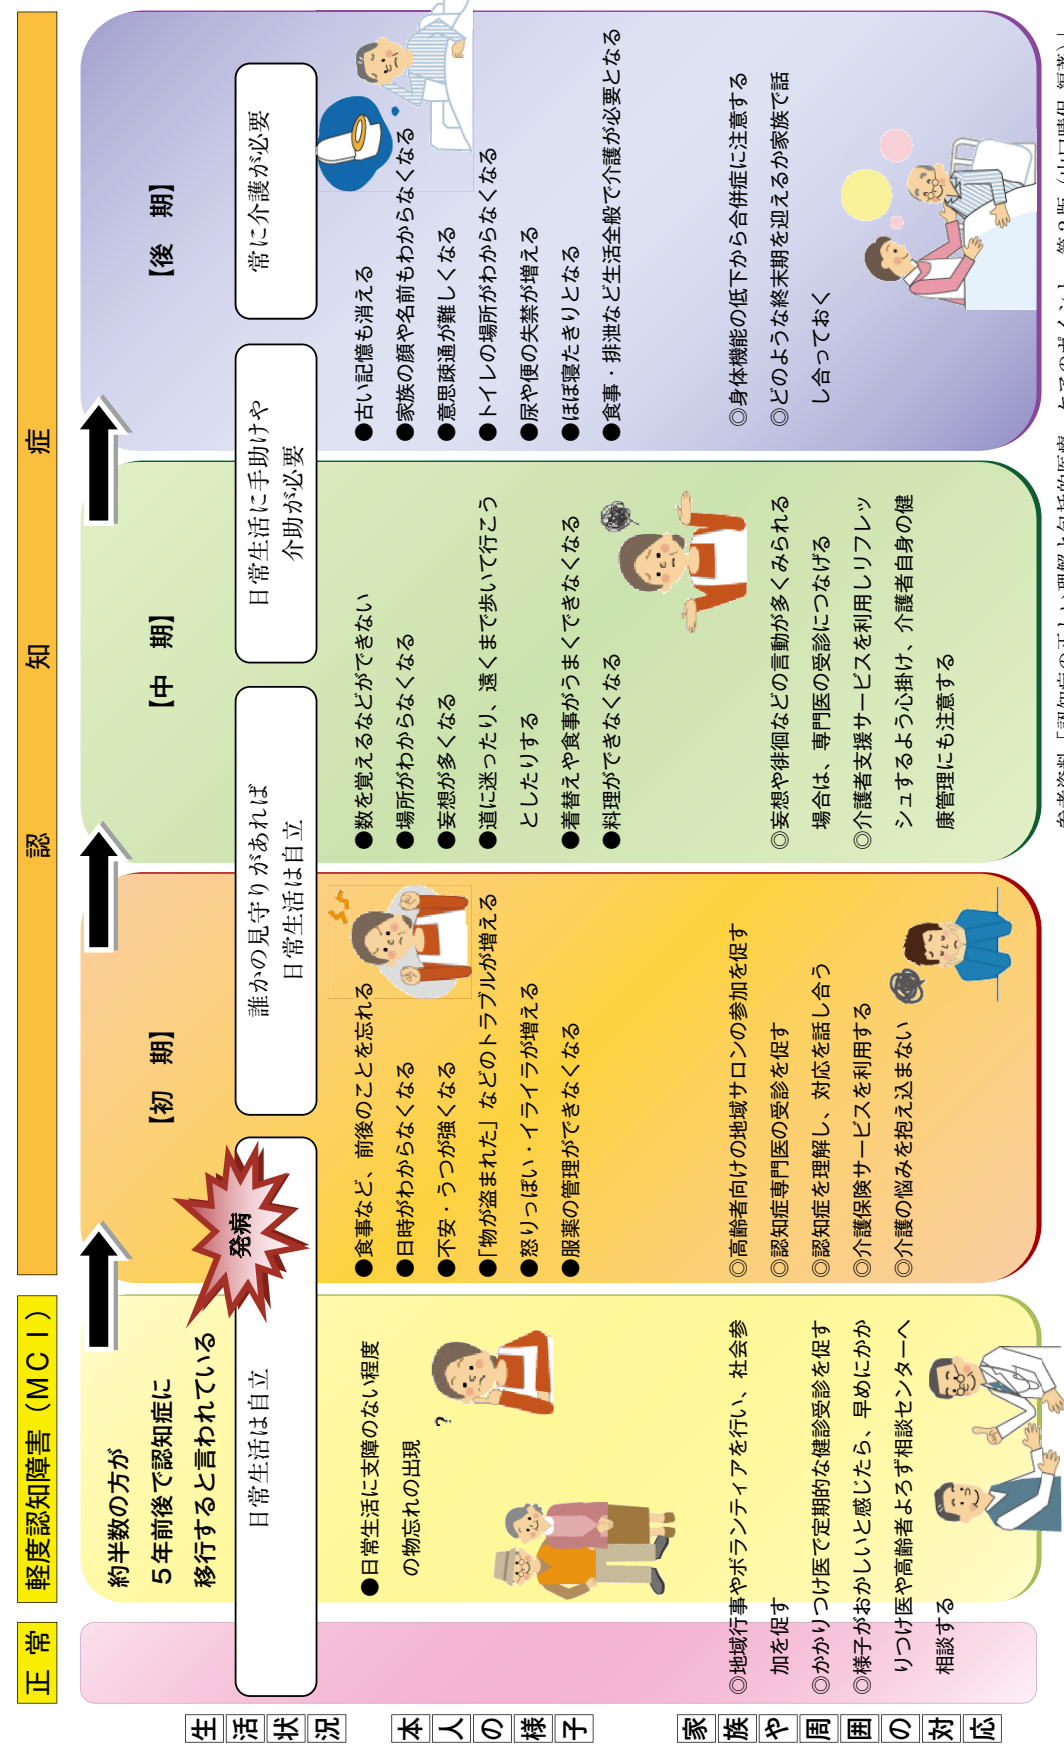 正 常
軽度認知障害（ＭＣＩ）
認 知 症
約半数の方が
５年前後で認知症に
移行すると言われている
【初 期】
【中 期】
【後 期】
発病
生活状況
日常生活は自立
誰かの見守りがあれば
日常生活は自立
日常生活に手助けや
介助が必要
常に介護が必要
本人の様子
●日常生活に支障のない程度
の物忘れの出現
?
●食事など、前後のことを忘れる
●日時がわからなくなる
●不安・うつが強くなる
●「物が盗まれた」などのトラブルが増える
●怒りっぽい・イライラが増える
●服薬の管理ができなくなる
●数を覚えるなどができない
●場所がわからなくなる
●妄想が多くなる
●道に迷ったり、遠くまで歩いて行こう
としたりする
●着替えや食事がうまくできなくなる
●料理ができなくなる
●古い記憶も消える
●家族の顔や名前もわからなくなる
●意思疎通が難しくなる
●トイレの場所がわからなくなる
●尿や便の失禁が増える
●ほぼ寝たきりとなる
●食事・排泄など生活全般で介護が必要となる
家族や周囲の対応
◎地域行事やボランティアを行い、社会参
加を促す
◎かかりつけ医で定期的な健診受診を促す
◎様子がおかしいと感じたら、早めにかか
りつけ医や高齢者よろず相談センターへ
相談する
◎高齢者向けの地域サロンの参加を促す
◎認知症専門医の受診を促す
◎認知症を理解し、対応を話し合う
◎介護保険サービスを利用する
◎介護の悩みを抱え込まない
◎妄想や徘徊などの言動が多くみられる
場合は、専門医の受診につなげる
◎介護者支援サービスを利用しリフレッ
シュするよう心掛け、介護者自身の健
康管理にも注意する
◎身体機能の低下から合併症に注意する
◎どのような終末期を迎えるか家族で話
し合っておく